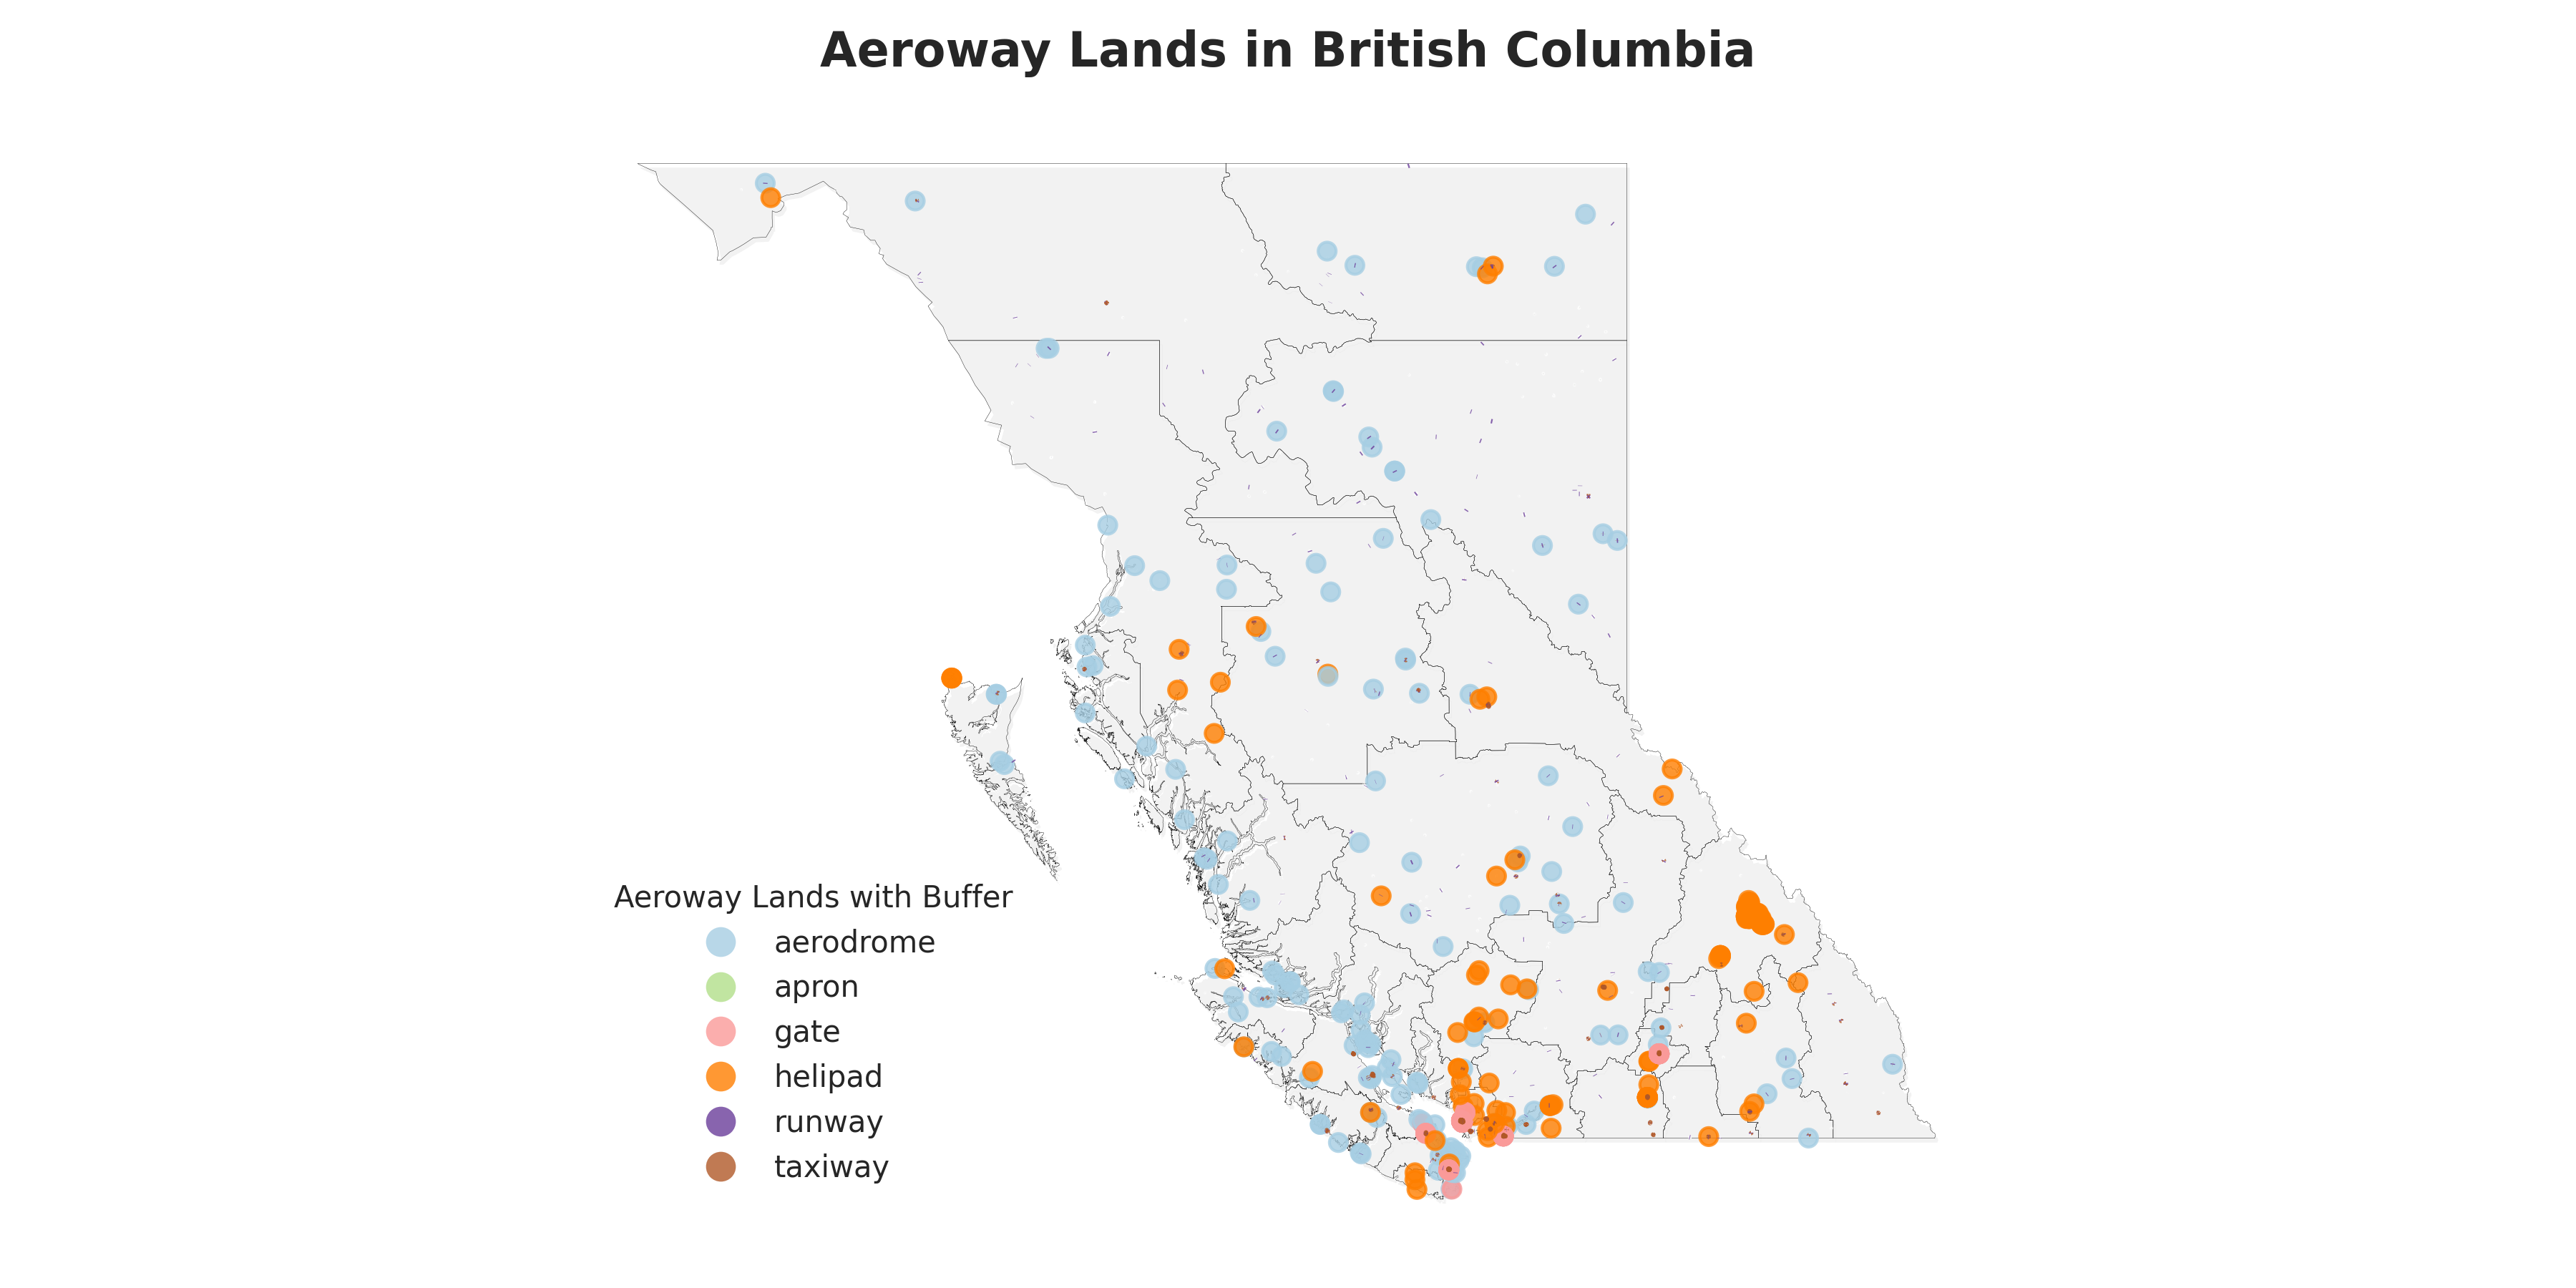 Aeroway Lands in British Columbia
Aeroway Lands with Buffer
aerodrome
apron
gate
helipad
runway
taxiway